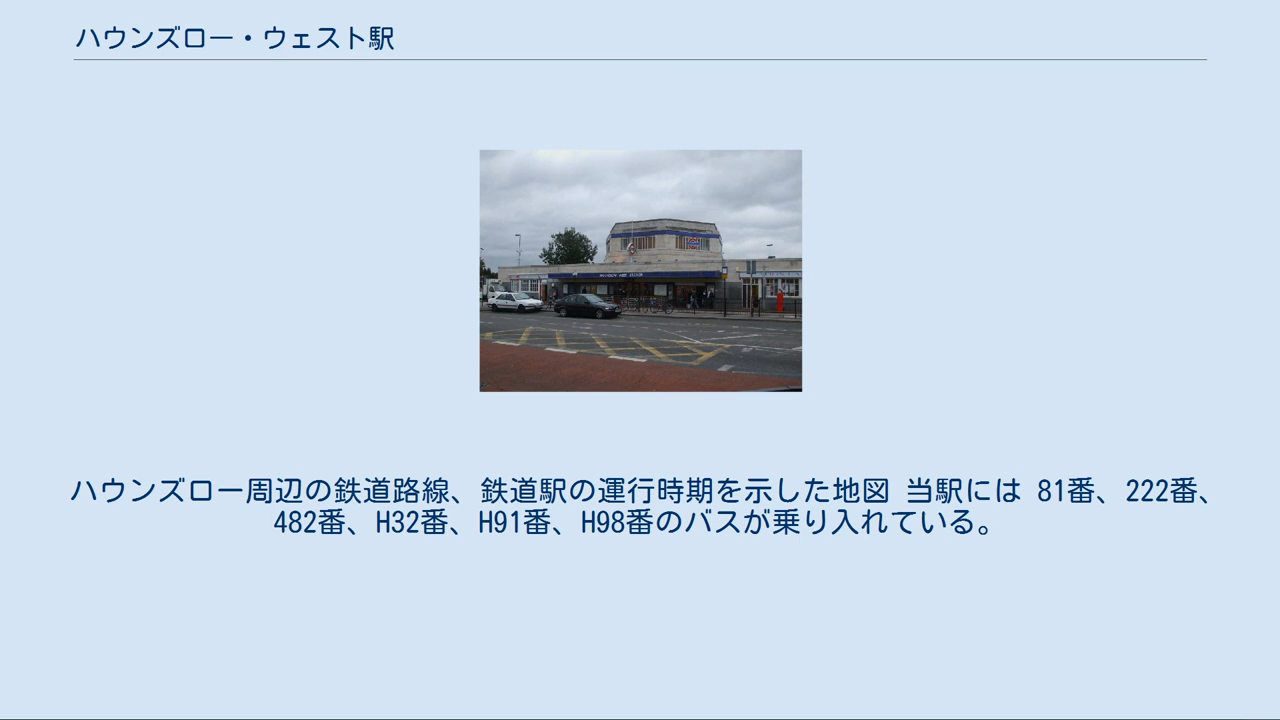 ハウンズロー・ウェスト駅
ハウンズロー周辺の鉄道路線、鉄道駅の運行時期を示した地図 当駅には 81番、222番、
482番、H32番、H91番、H98番のバスが乗り入れている。